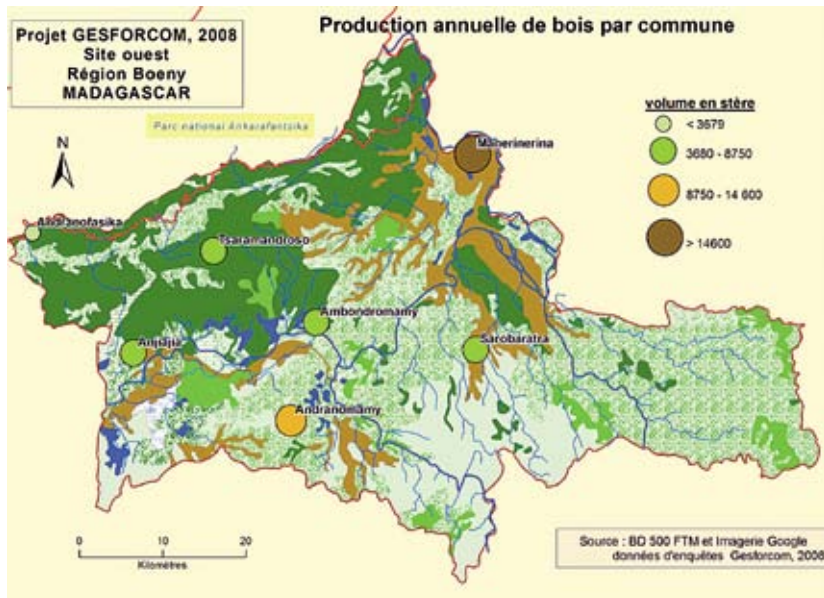 Projet GESFORCOM, 2008
Site ouest
Région Boeny
MADAGASCAR
Production annuelle de bois par commune
Parc national Ankarafantsika
N
volume en stère
< 3679
3680 - 8750
8750 - 14 600
> 14600
Maherinerina
Andranofasika
Tsaramandroso
Ambondromamy
Anjiajia
Sarobaratra
Andranomamy
0 10 20
Kilomètres
Source : BD 500 FTM et Imagerie Google
données d'enquêtes Gesforcom, 2008